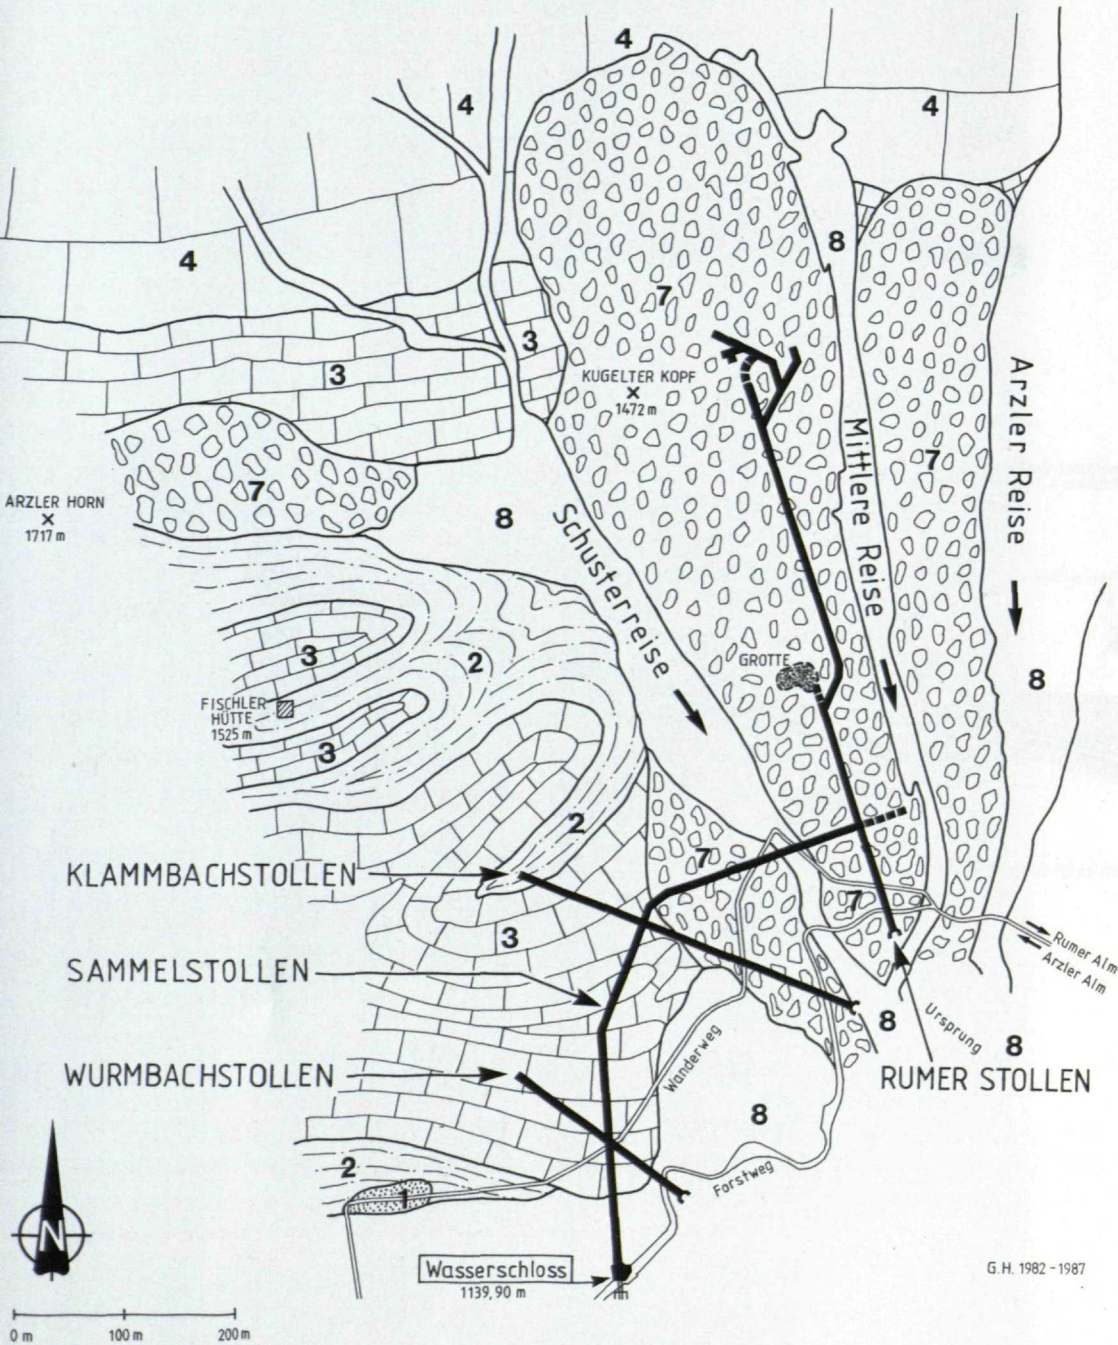 4
4
4
8
4
7
3
3
KUGELTER KOPF
1472 m
Arzler Reise
Mittlere Reise
7
7
ARZLER HORN
1717 m
8
Schusterreise
3
2
GROTTE
8
FISCHLER
HÜTTE
1525 m
3
2
7
KLAMMBACHSTOLLEN
7
3
Rumer Alm
Arzler Alm
SAMMELSTOLLEN
8
Ursprung
8
Wanderweg
WURMBACHSTOLLEN
RUMER STOLLEN
8
2
Forstweg
1
N
Wasserschloss
1139,90 m
G.H. 1982-1987
0 m
100 m
200 m